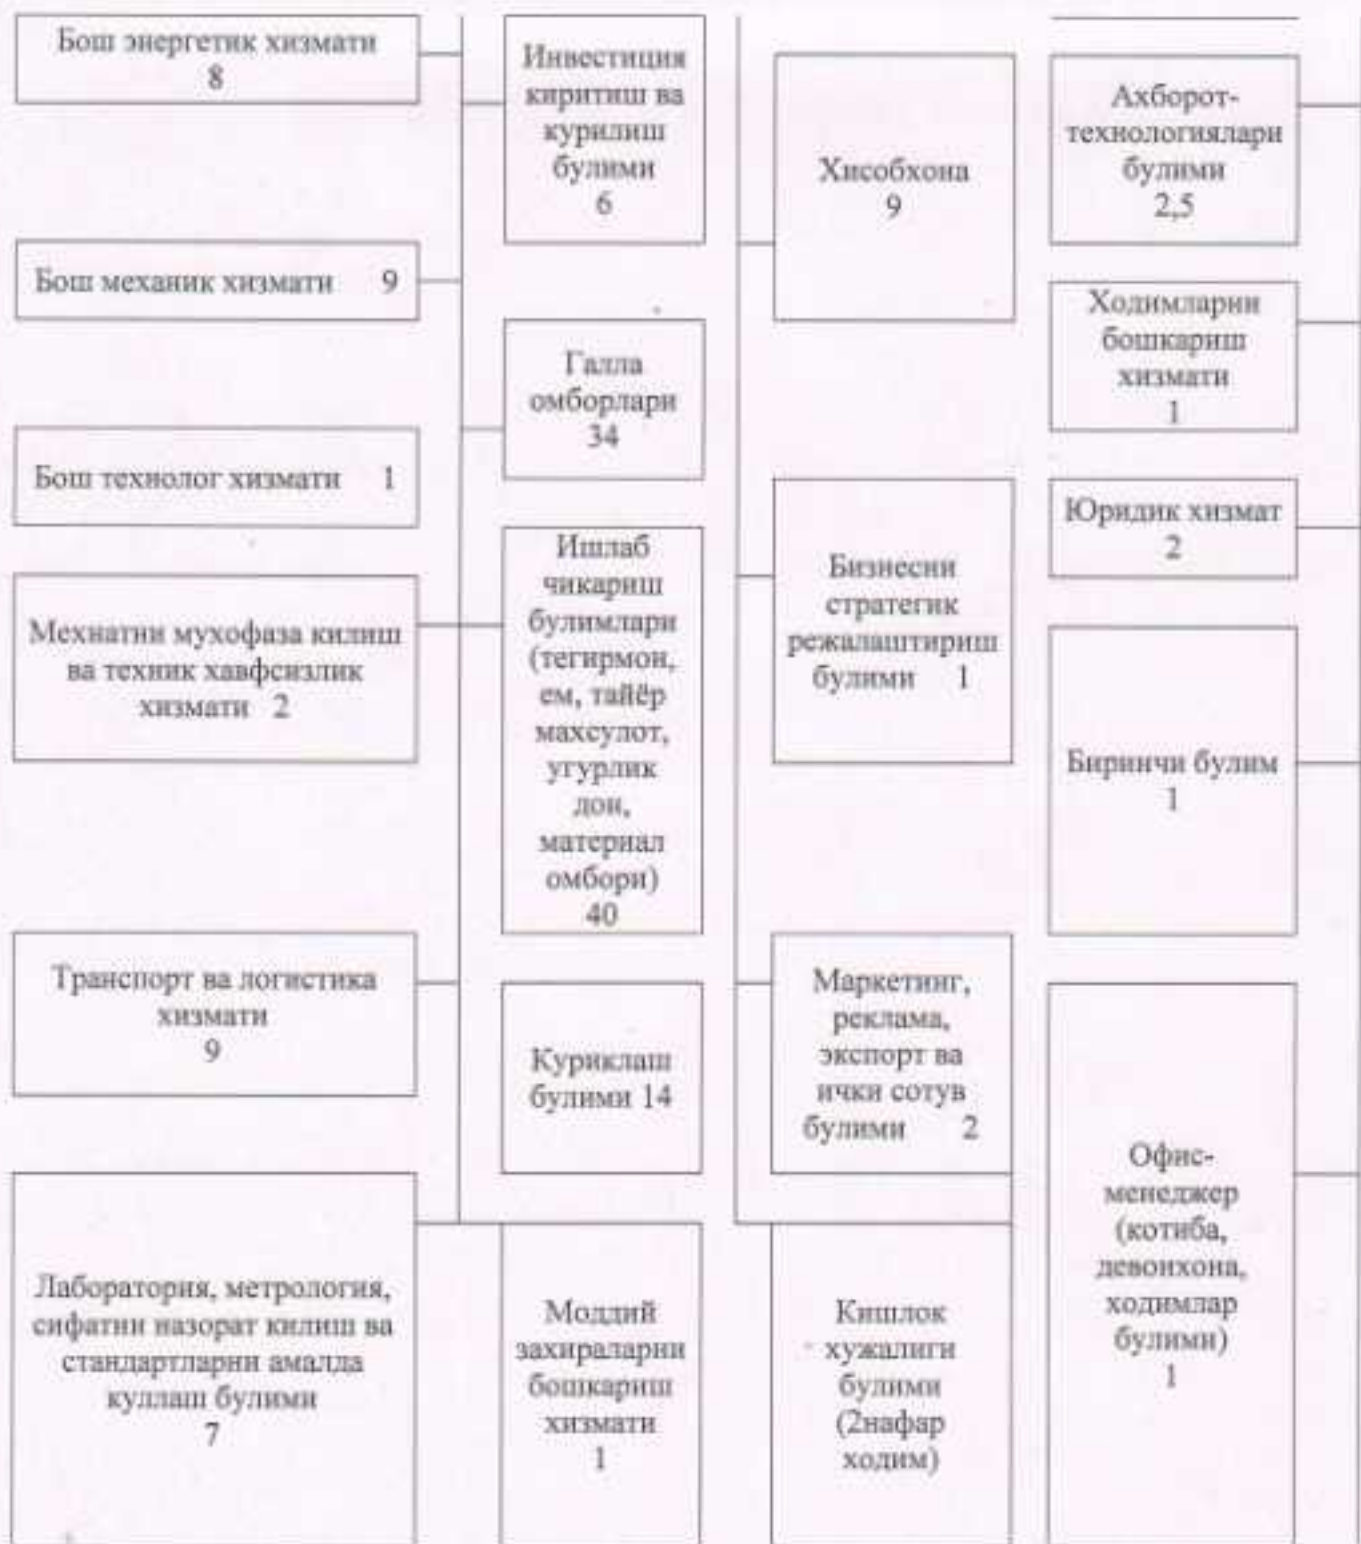 Бош энергетик хизмати
8
Бош механик хизмати 9
Бош технолог хизмати 1
Мехнатни мухофаза килиш
ва техник хавфсизлик
хизмати 2
Транспорт ва логистика
хизмати
9
Лаборатория, метрология,
сифатни назорат килиш ва
стандартларни амалда
куллаш булими
7
Инвестиция
киритиш ва
курилиш
булими
6
Галла
омборлари
34
Ишлаб
чикариш
булимлари
(тегирмон,
ем, тайёр
махсулот,
угурлик
дон,
материал
омбори)
40
Куриклаш
булими 14
Моддий
захираларни
бошкариш
хизмати
1
Хисобхона
9
Бизнесни
стратегик
режалаштириш
булими 1
Маркетинг,
реклама,
экспорт ва
ички сотув
булими 2
Кишлок
хужалиги
булими
(2нафар
ходим)
Ахборот-
технологиялари
булими
2,5
Ходимларни
бошкариш
хизмати
1
Юридик хизмат
2
Биринчи булим
1
Офис-
менеджер
(котиба,
девонхона,
ходимлар
булими)
1